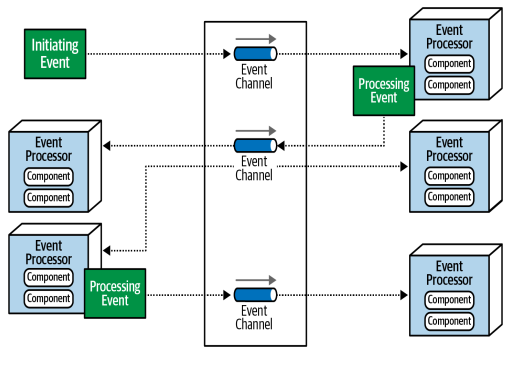 Initiating
Event
Event
Channel
Event
Processor
Component
Component
Processing
Event
Event
Processor
Component
Component
Event
Channel
Event
Processor
Component
Component
Event
Processor
Component
Component
Processing
Event
Event
Channel
Event
Processor
Component
Component